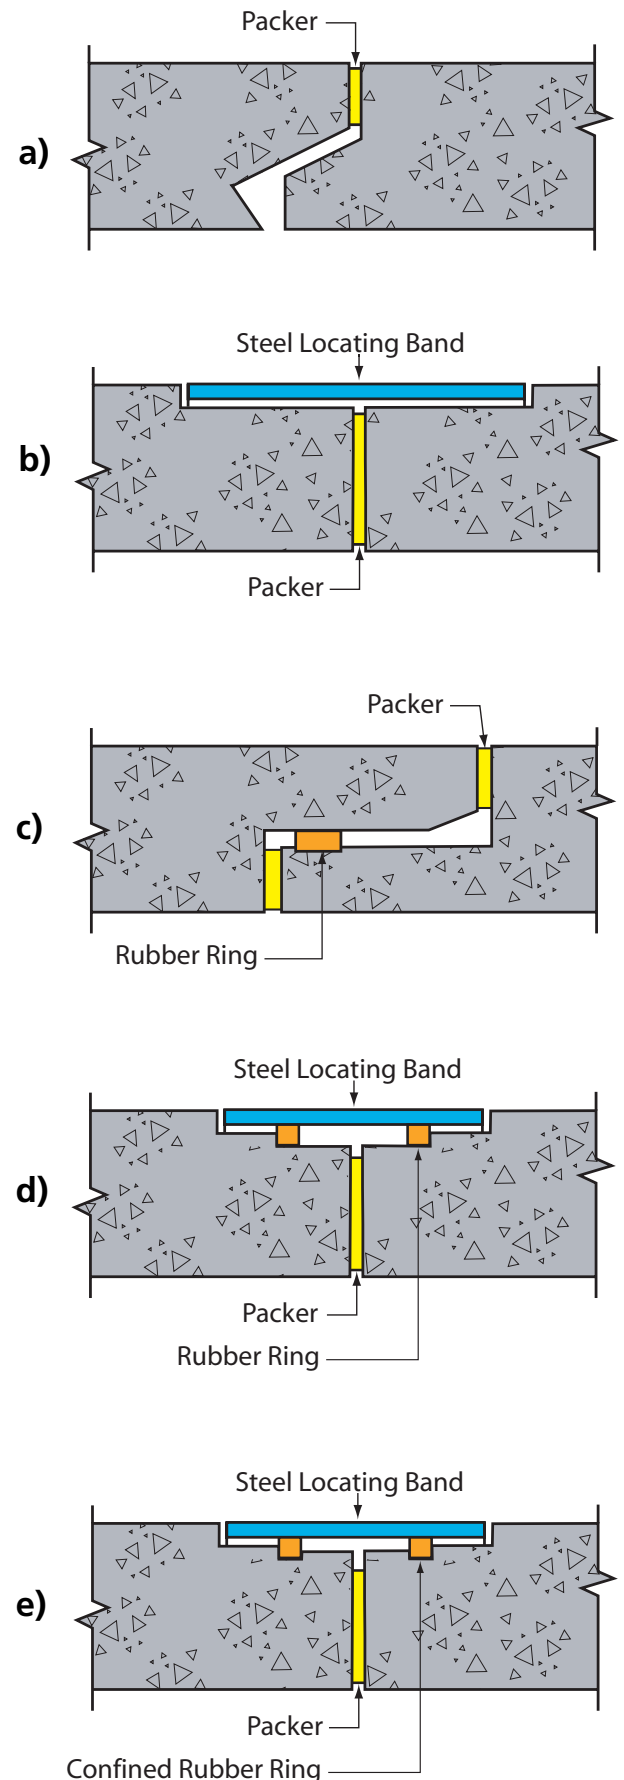 Packer
a)
Steel Locating Band
b)
Packer
Packer
c)
Rubber Ring
Steel Locating Band
d)
Packer
Rubber Ring
Steel Locating Band
e)
Packer
Confined Rubber Ring